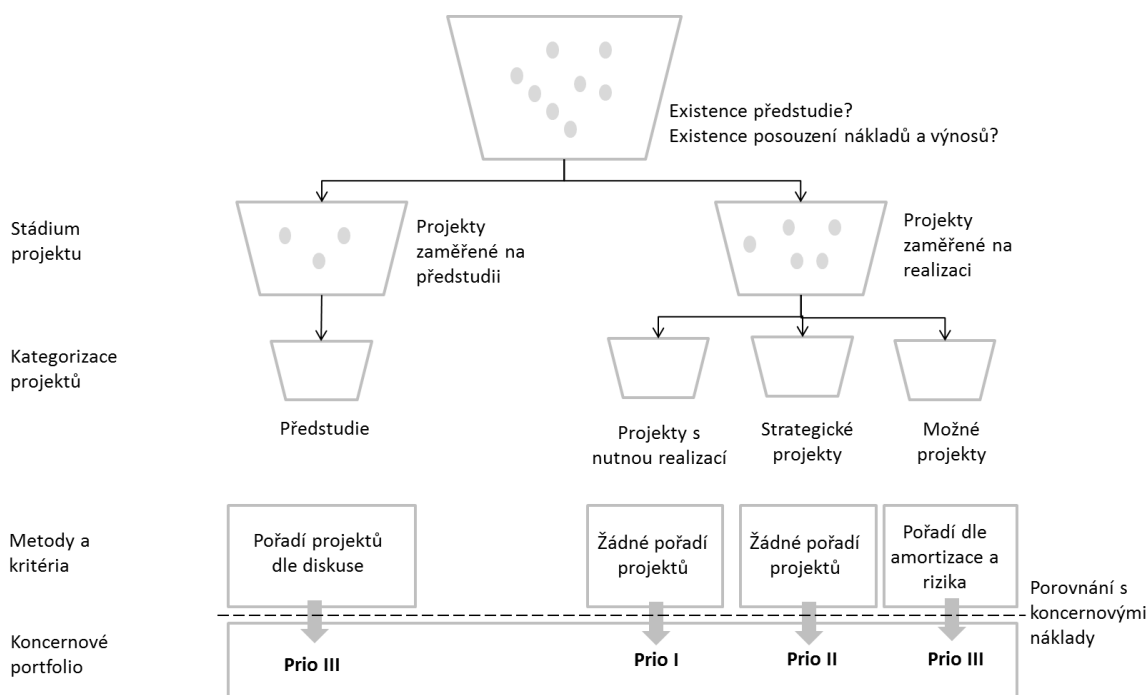 Existence předstudie?
Existence posouzení nákladů a výnosů?
Stádium
projektu
Projekty
zaměřené na
předstudii
Projekty
zaměřené na
realizaci
Kategorizace
projektů
Předstudie
Projekty s
nutnou realizací
Strategické
projekty
Možné
projekty
Metody a
kritéria
Pořadí projektů
dle diskuse
Žádné pořadí
projektů
Žádné pořadí
projektů
Pořadí dle
amortizace a
rizika
Porovnání s
koncernovými
náklady
Koncernové
portfolio
Prio III
Prio I
Prio II
Prio III